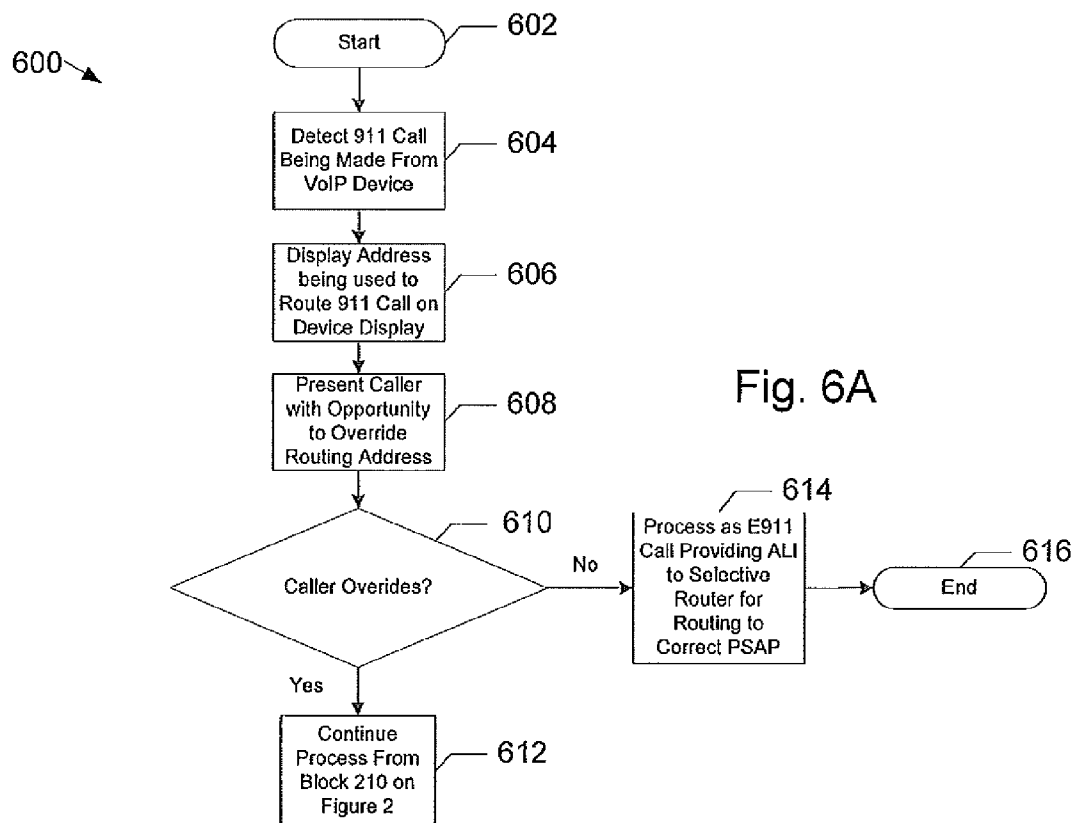 600
Start
602
Detect 911 Call
Being Made From
VoIP Device
604
Display Address
being used to
Route 911 Call on
Device Display
606
Present Caller
with Opportunity
to Override
Routing Address
608
Fig. 6A
Caller Overrides?
610
No
Process as E911
Call Providing ALI
to Selective
Router for
Routing to
Correct PSAP
614
End
616
Yes
Continue
Process From
Block 210 on
Figure 2
612